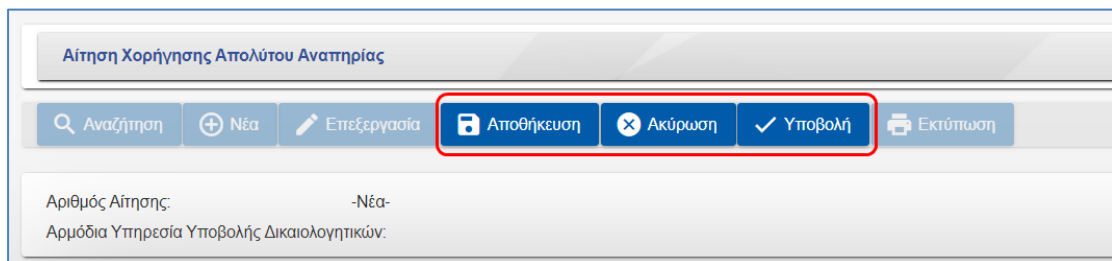 Αίτηση Χορήγησης Απολύτου Αναπηρίας
Αναζήτηση Νέα Επεξεργασία Αποθήκευση Ακύρωση Υποβολή Εκτύπωση
Αριθμός Αίτησης: -Νέα-
Αρμόδια Υπηρεσία Υποβολής Δικαιολογητικών: